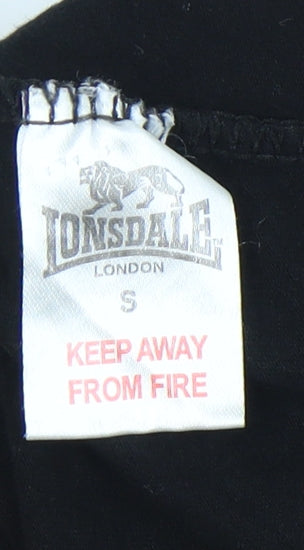 LONSDALE
LONDON
S
KEEP AWAY
FROM FIRE